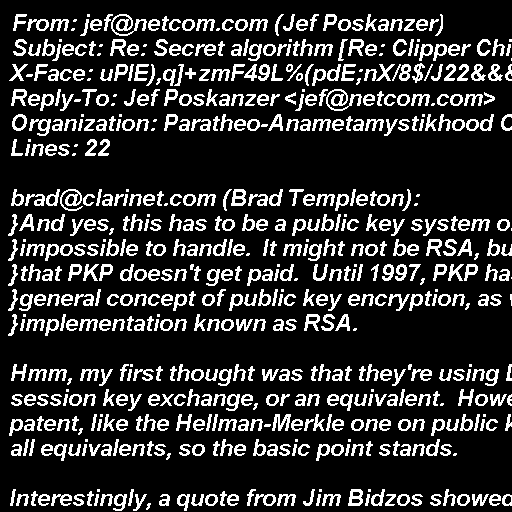 From: jef@netcom.com (Jef Poskanzer)
Subject: Re: Secret algorithm [Re: Clipper Chi
X-Face: uPlE),q]+zmF49L%(pdE;nX/8$/J22&&
Reply-To: Jef Poskanzer <jef@netcom.com>
Organization: Paratheo-Anametamystikhood
Lines: 22

brad@clarinet.com (Brad Templeton):
}And yes, this has to be a public key system
}impossible to handle.  It might not be RSA,
}that PKP doesn't get paid.  Until 1997, PKP
}general concept of public key encryption, as
}implementation known as RSA.

Hmm, my first thought was that they're using
session key exchange, or an equivalent.
patent, like the Hellman-Merkle one on public
all equivalents, so the basic point stands.

Interestingly, a quote from Jim Bidzos showed